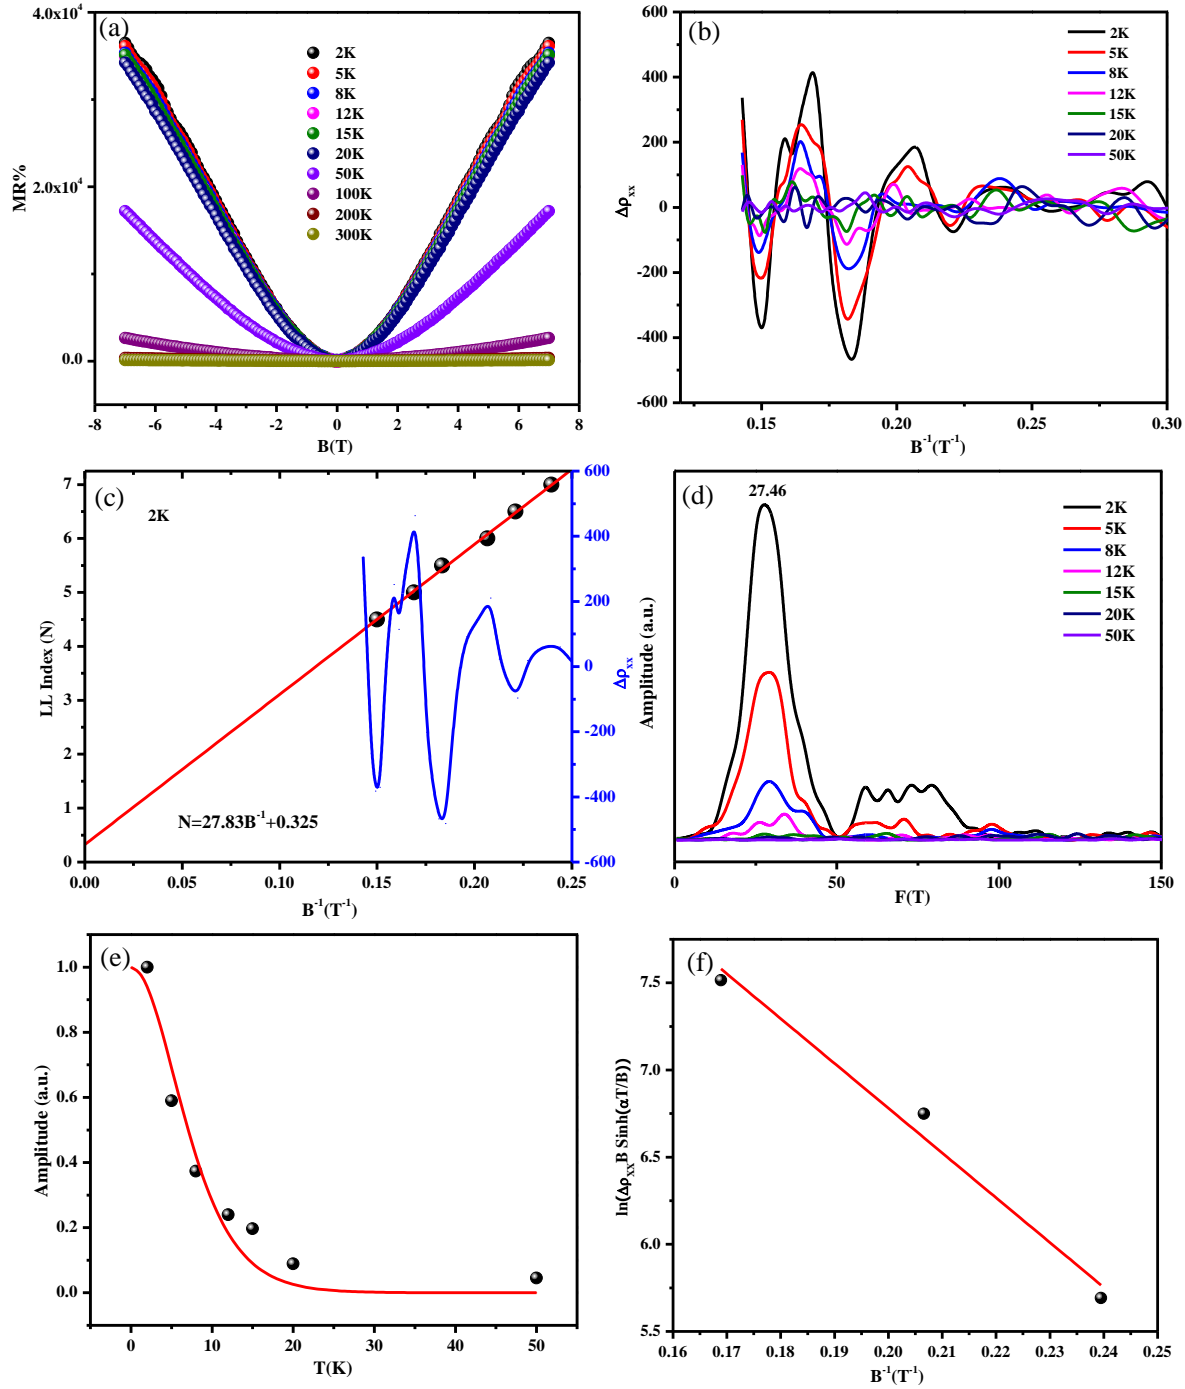 (a)
MR%
4.0x10⁴
2.0x10⁴
0.0
2K
5K
8K
12K
15K
20K
50K
100K
200K
300K
-8 -6 -4 -2 0 2 4 6 8
B(T)
(b)
Δρxx
600
400
200
0
-200
-400
-600
2K
5K
8K
12K
15K
20K
50K
0.15 0.20 0.25 0.30
B⁻¹(T⁻¹)
(c)
2K
LL Index (N)
7
6
5
4
3
2
1
0
N=27.83B⁻¹+0.325
600
400
200
0
-200
-400
-600
Δρxx
0.00 0.05 0.10 0.15 0.20 0.25
B⁻¹(T⁻¹)
(d)
27.46
Amplitude (a.u.)
2K
5K
8K
12K
15K
20K
50K
0 50 100 150
F(T)
(e)
Amplitude (a.u.)
1.0
0.8
0.6
0.4
0.2
0.0
0 10 20 30 40 50
T(K)
(f)
ln(ΔρxxB Sinh(αT/B))
7.5
7.0
6.5
6.0
5.5
0.16 0.17 0.18 0.19 0.20 0.21 0.22 0.23 0.24 0.25
B⁻¹(T⁻¹)